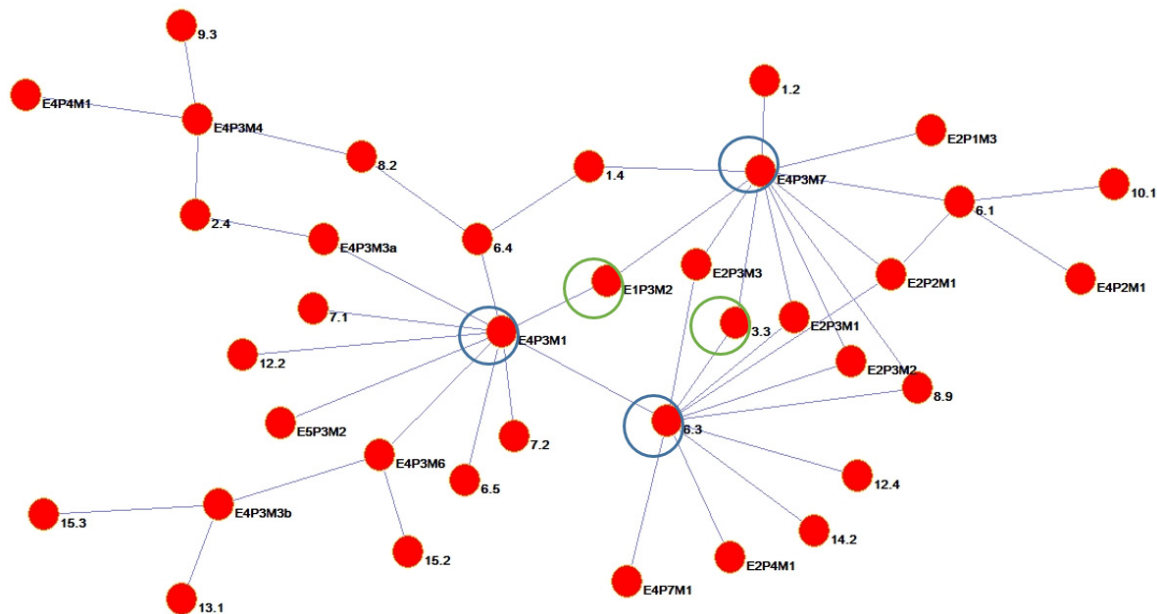 9.3
1.2
E4P4M1
E4P3M4
E2P1M3
8.2
1.4
E4P3M7
10.1
6.1
2.4
E4P3M3a
6.4
E2P3M3
E2P2M1
E4P2M1
E1P3M2
7.1
3.3
E2P3M1
E4P3M1
12.2
E2P3M2
8.9
E5P3M2
6.3
7.2
E4P3M6
12.4
6.5
E4P3M3b
15.3
14.2
15.2
E2P4M1
E4P7M1
13.1